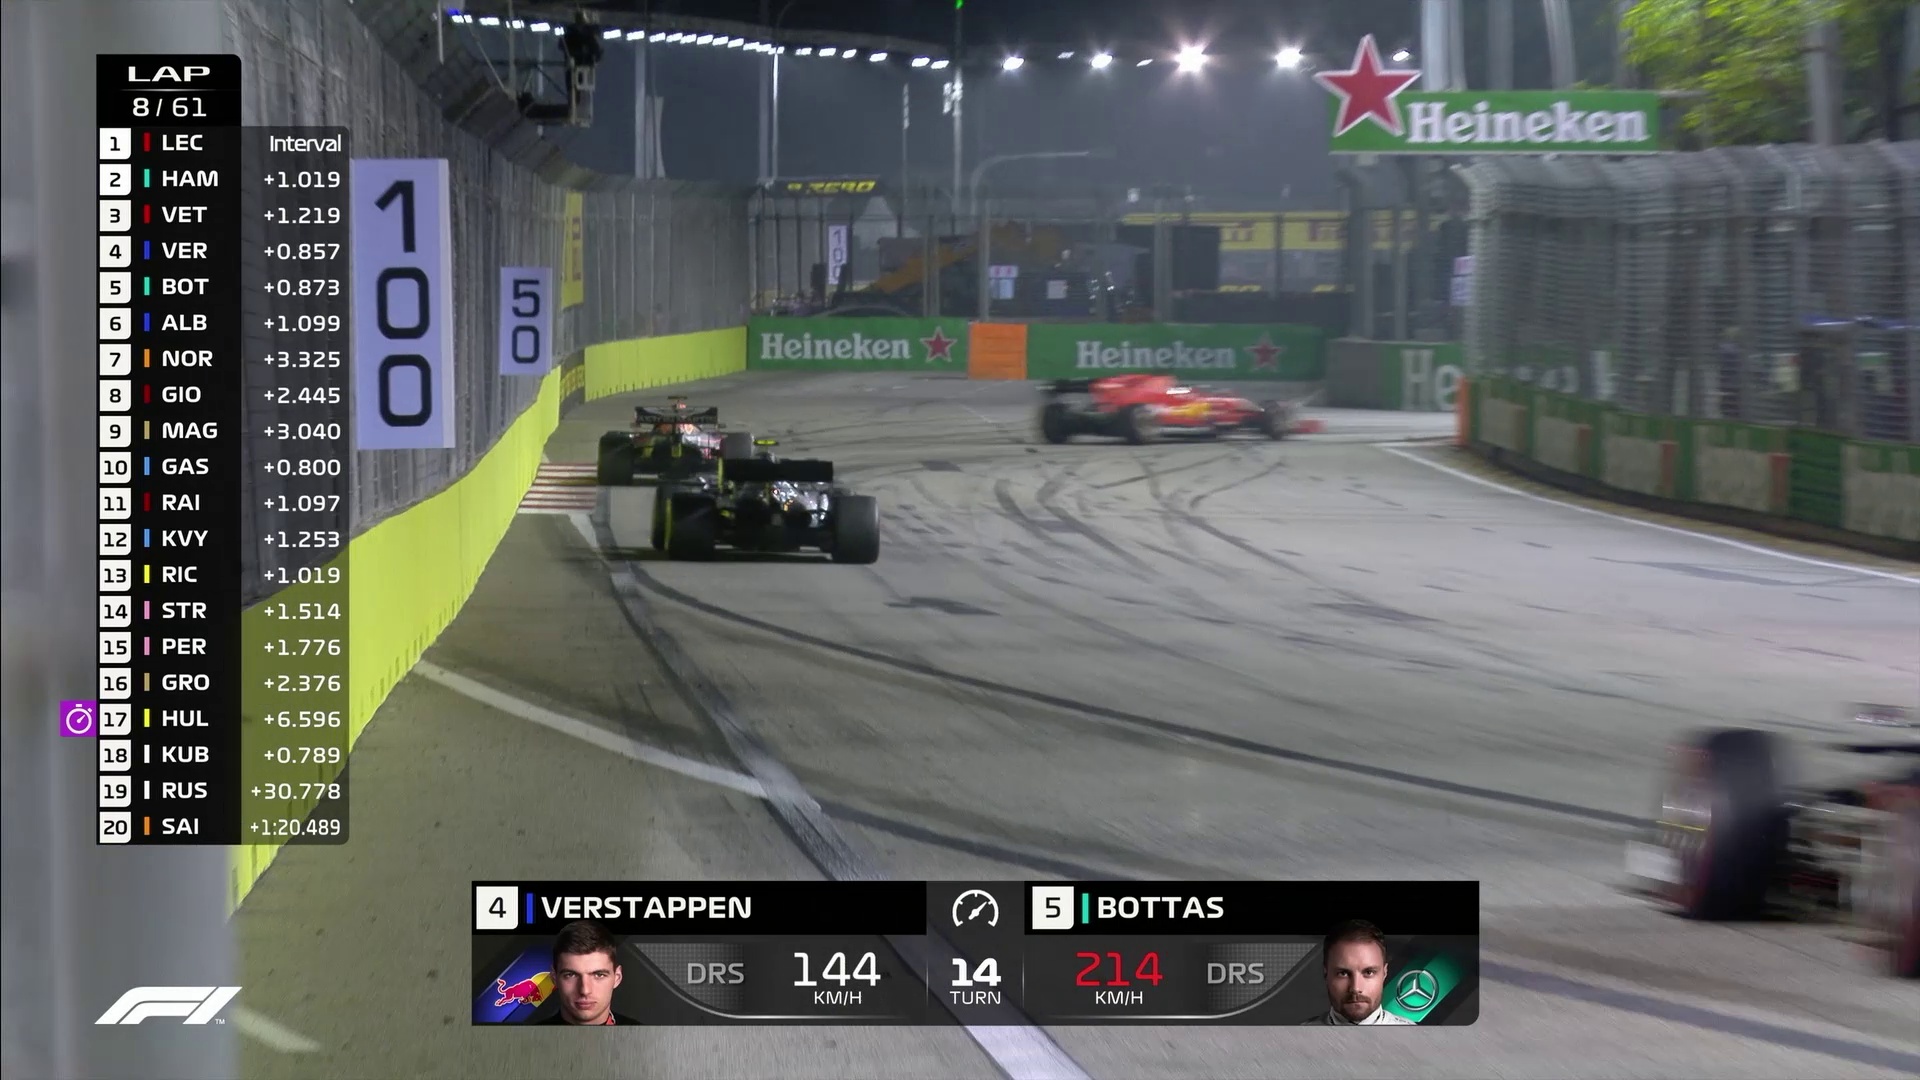 LAP
8 / 61
1 LEC Interval
2 HAM +1.019
3 VET +1.219
4 VER +0.857
5 BOT +0.873
6 ALB +1.099
7 NOR +3.325
8 GIO +2.445
9 MAG +3.040
10 GAS +0.800
11 RAI +1.097
12 KVY +1.253
13 RIC +1.019
14 STR +1.514
15 PER +1.776
16 GRO +2.376
17 HUL +6.596
18 KUB +0.789
19 RUS +30.778
20 SAI +1:20.489
100
50
Heineken
P ZERO
100
Heineken
Heineken
He
4 VERSTAPPEN
DRS 144
KM/H
14
TURN
5 BOTTAS
214 DRS
KM/H
F1
TM